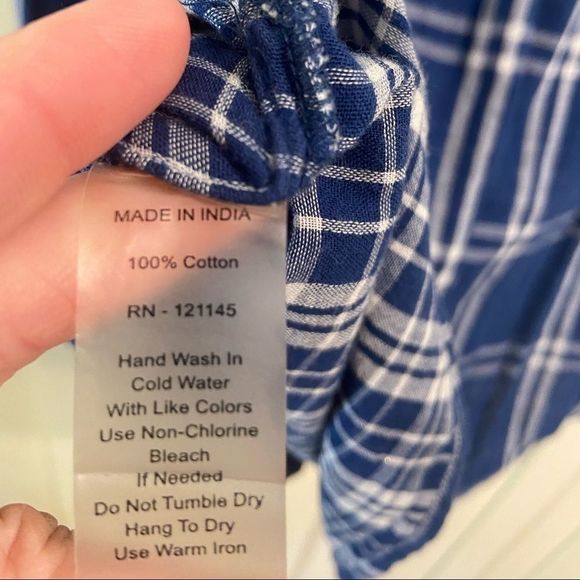 MADE IN INDIA
100% Cotton
RN - 121145
Hand Wash In
Cold Water
With Like Colors
Use Non-Chlorine
Bleach
If Needed
Do Not Tumble Dry
Hang To Dry
Use Warm Iron